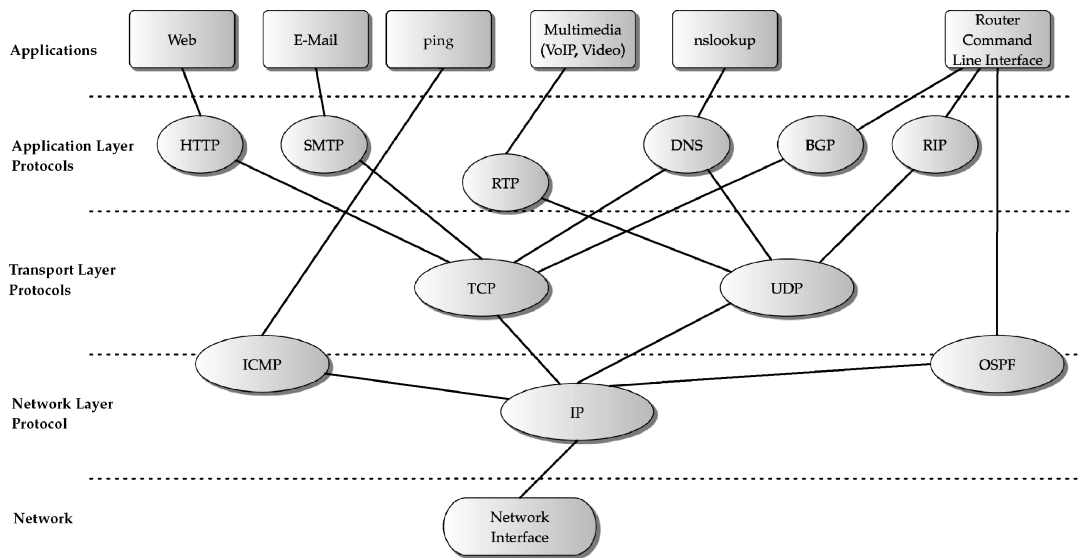 Applications
Web
E-Mail
ping
Multimedia
(VoIP, Video)
nslookup
Router
Command
Line Interface
Application Layer
Protocols
HTTP
SMTP
RTP
DNS
BGP
RIP
Transport Layer
Protocols
TCP
UDP
ICMP
OSPF
Network Layer
Protocol
IP
Network
Network
Interface